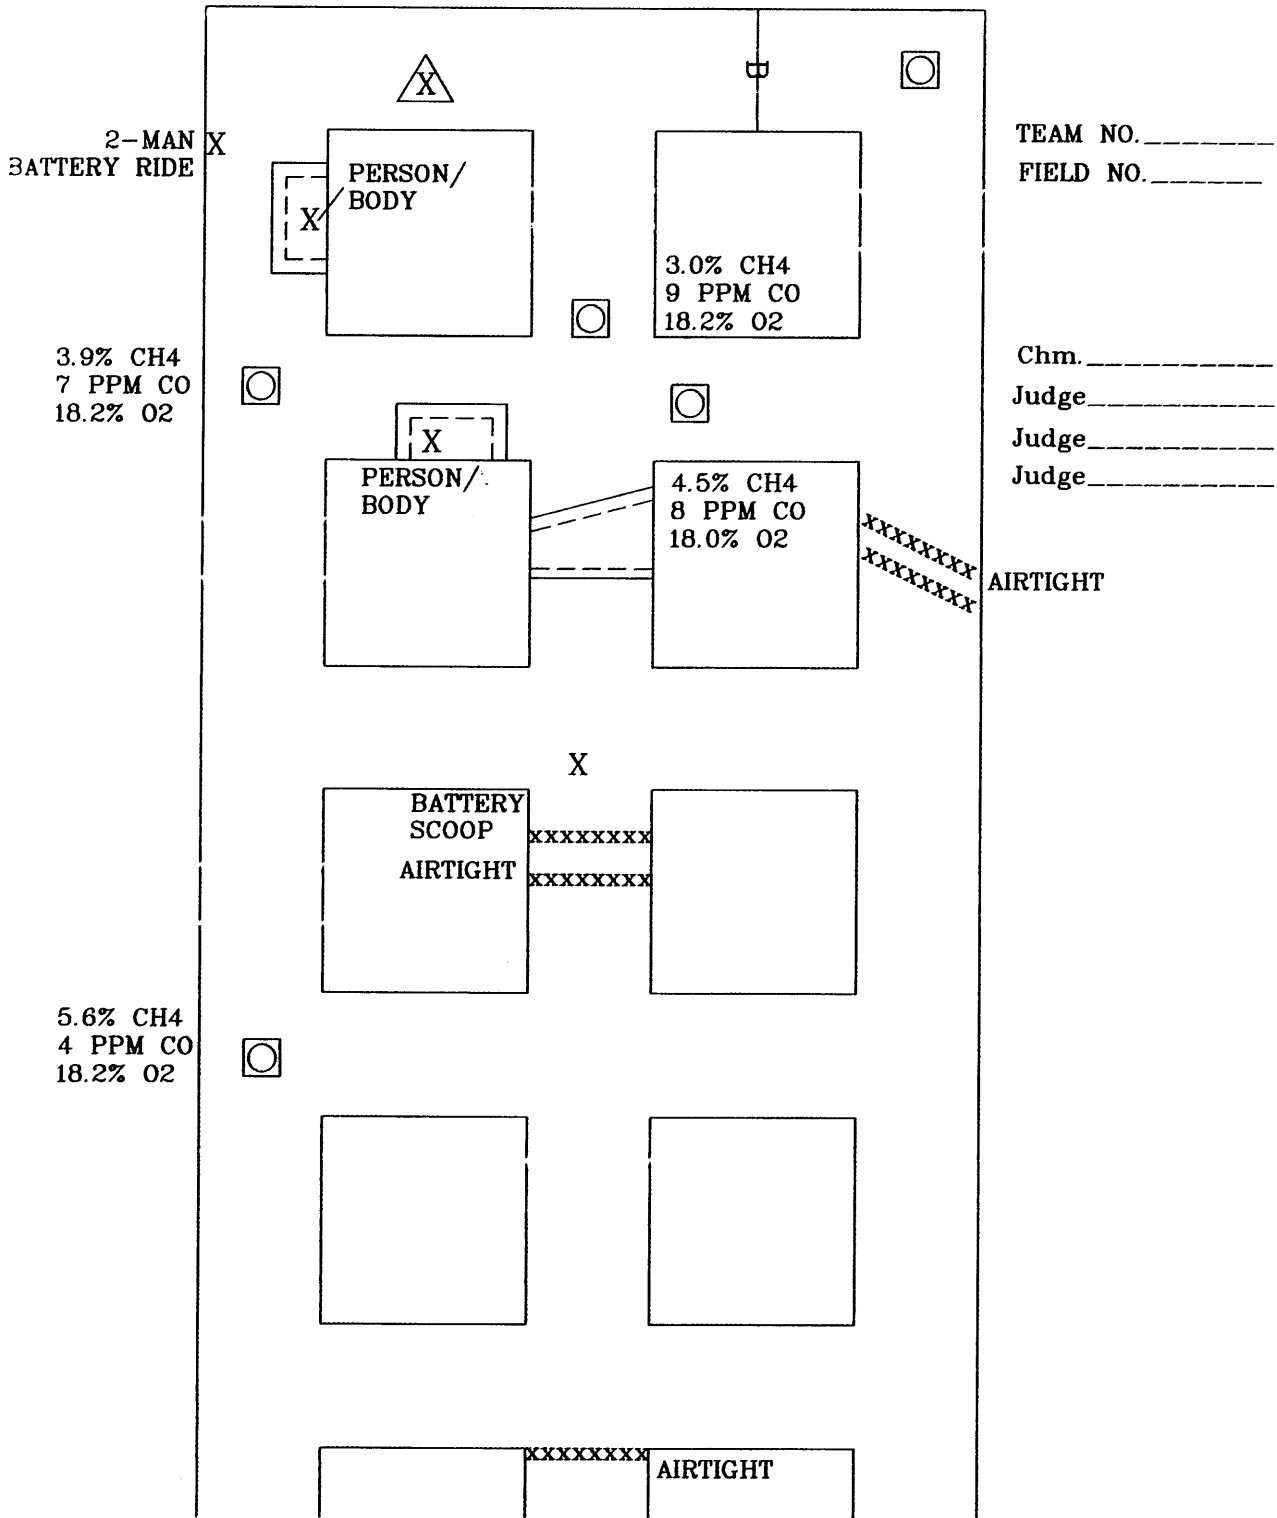 X
B
2-MAN X
BATTERY RIDE
TEAM NO.
FIELD NO.
PERSON/
BODY
X
3.0% CH4
9 PPM CO
18.2% O2
3.9% CH4
7 PPM CO
18.2% O2
Chm.
Judge
Judge
Judge
X
PERSON/
BODY
4.5% CH4
8 PPM CO
18.0% O2
xxxxxxxx
xxxxxxxx
AIRTIGHT
X
BATTERY
SCOOP
xxxxxxxx
AIRTIGHT
xxxxxxxx
5.6% CH4
4 PPM CO
18.2% O2
xxxxxxxx
AIRTIGHT